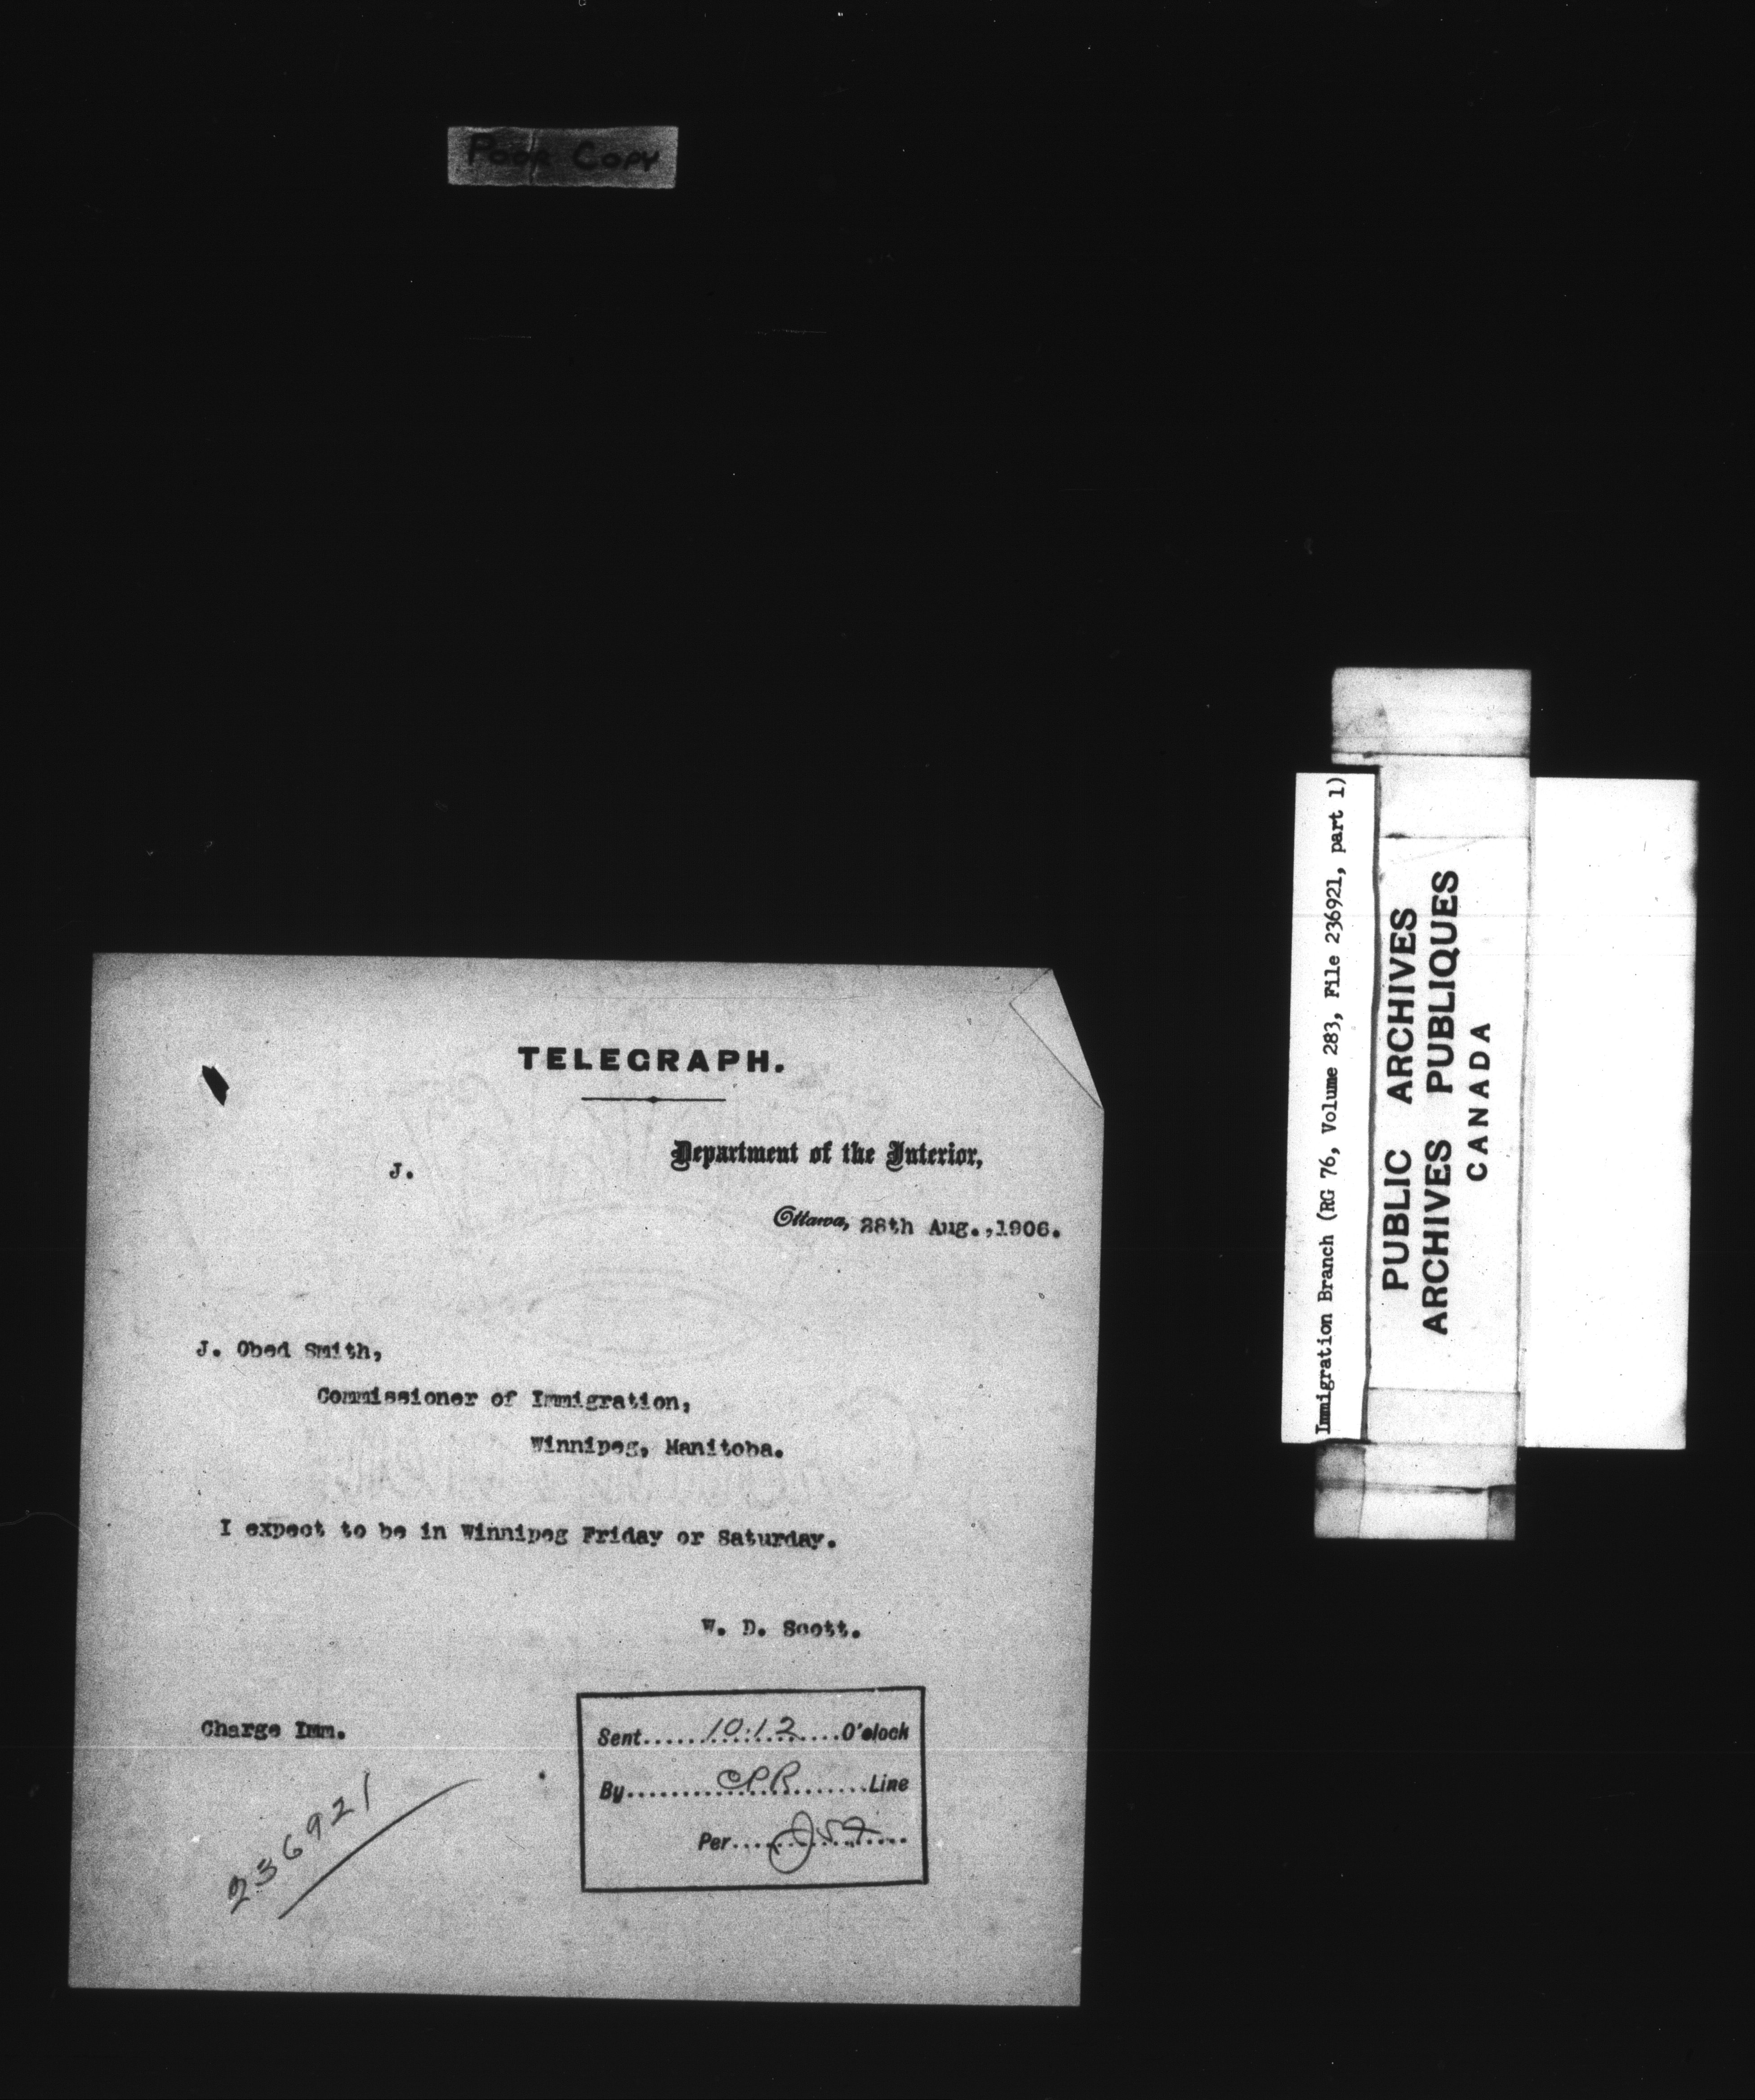 Poor Copy
TELEGRAPH.
J.
Department of the Interior,
Ottawa, 28th Aug.,1906.
J. Obed Smith,
Commissioner of Immigration,
Winnipeg, Manitoba.
I expect to be in Winnipeg Friday or Saturday.
W. D. Scott.
Charge Imm.
Sent 10.12 O'clock
By CPR Line
Per
236921
Immigration Branch (RG 76, Volume 283, File 236921, part 1)
PUBLIC ARCHIVES
ARCHIVES PUBLIQUES
CANADA